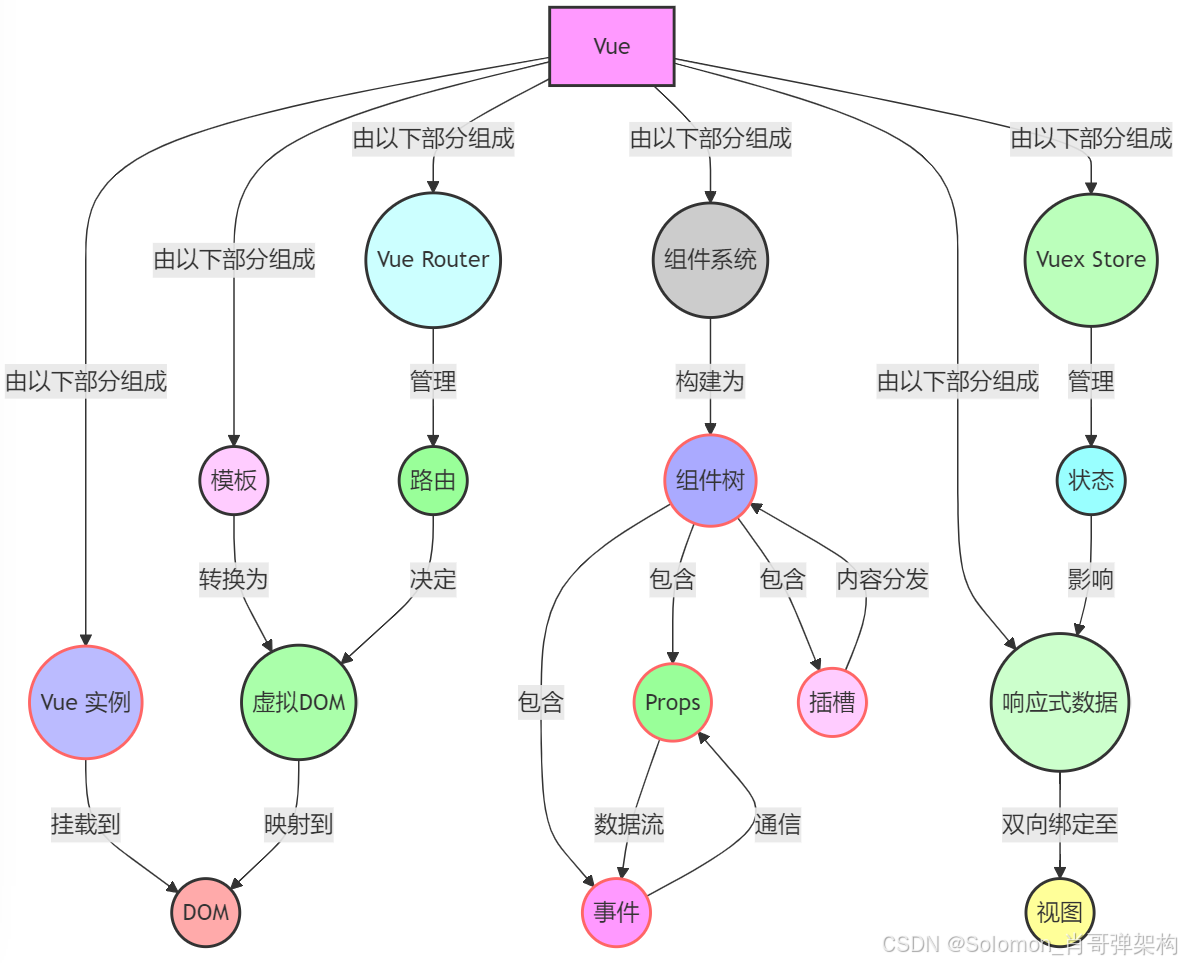 Vue
由以下部分组成
由以下部分组成
由以下部分组成
由以下部分组成
Vue Router
组件系统
Vuex Store
由以下部分组成
管理
构建为
由以下部分组成
管理
模板
路由
组件树
状态
转换为
决定
包含
包含
内容分发
影响
Vue 实例
虚拟DOM
包含
Props
插槽
响应式数据
挂载到
映射到
数据流
通信
双向绑定至
DOM
事件
视图
CSDN @Solomon_肖哥弹架构